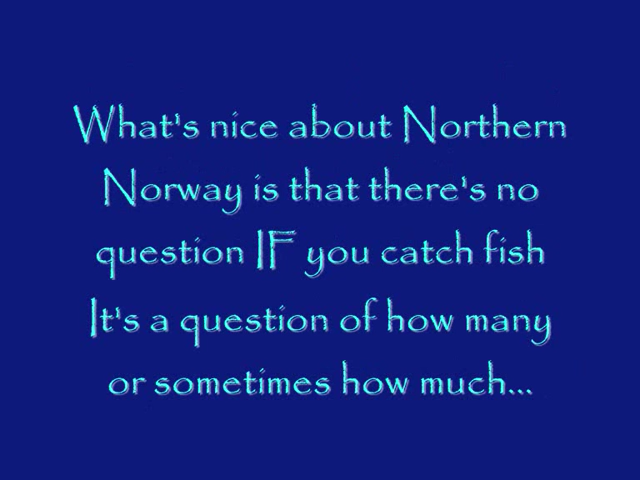 What's nice about Northern
Norway is that there's no
question IF you catch fish
It's a question of how many
or sometimes how much...